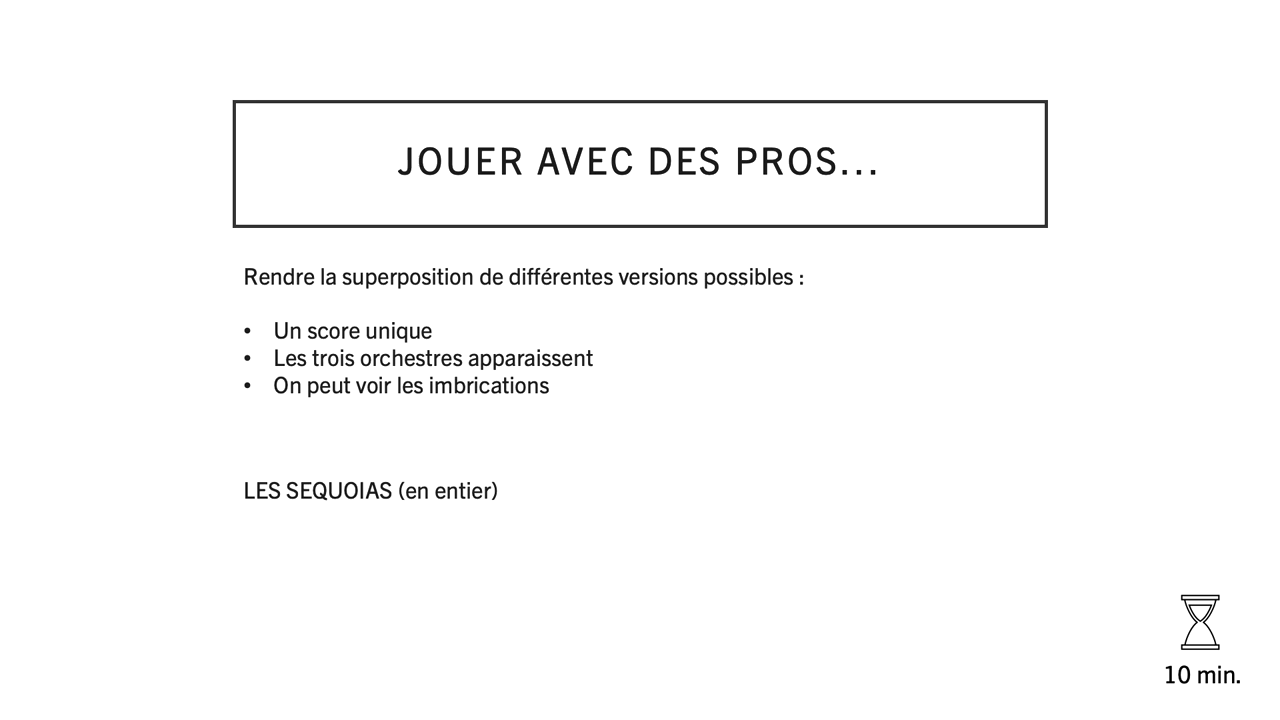 JOUER AVEC DES PROS...
Rendre la superposition de différentes versions possibles :
• Un score unique
• Les trois orchestres apparaissent
• On peut voir les imbrications
LES SEQUOIAS (en entier)
10 min.